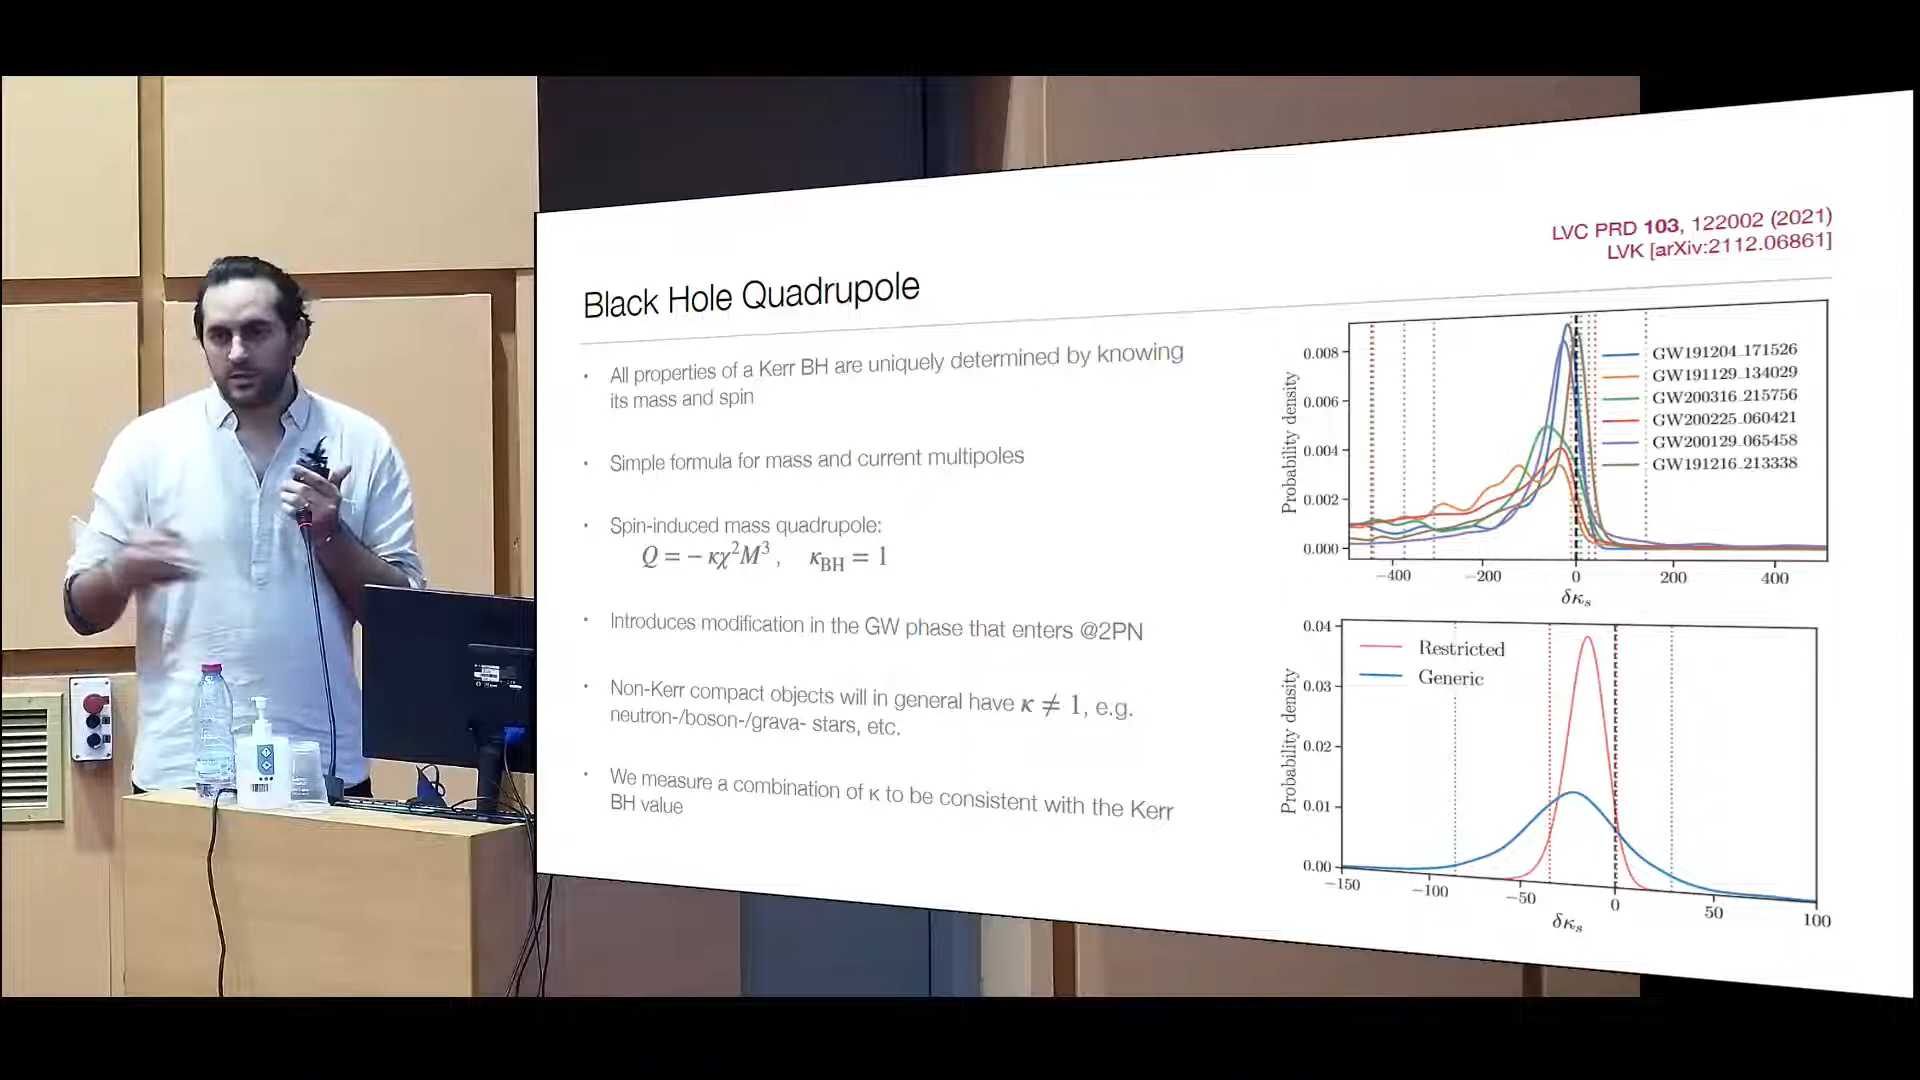 LVC PRD 103, 122002 (2021)
LVK [arXiv:2112.06861]
Black Hole Quadrupole
· All properties of a Kerr BH are uniquely determined by knowing
its mass and spin
· Simple formula for mass and current multipoles
· Spin-induced mass quadrupole:
Q = − κχ²M³ , κ_BH = 1
· Introduces modification in the GW phase that enters @2PN
· Non-Kerr compact objects will in general have κ ≠ 1, e.g.
neutron-/boson-/grava- stars, etc.
· We measure a combination of κ to be consistent with the Kerr
BH value
Probability density
0.008
0.006
0.004
0.002
0.000
GW191204_171526
GW191129_134029
GW200316_215756
GW200225_060421
GW200129_065458
GW191216_213338
−400 −200 0 200 400
δκₛ
Probability density
0.04
0.03
0.02
0.01
0.00
Restricted
Generic
−150 −100 −50 0 50 100
δκₛ